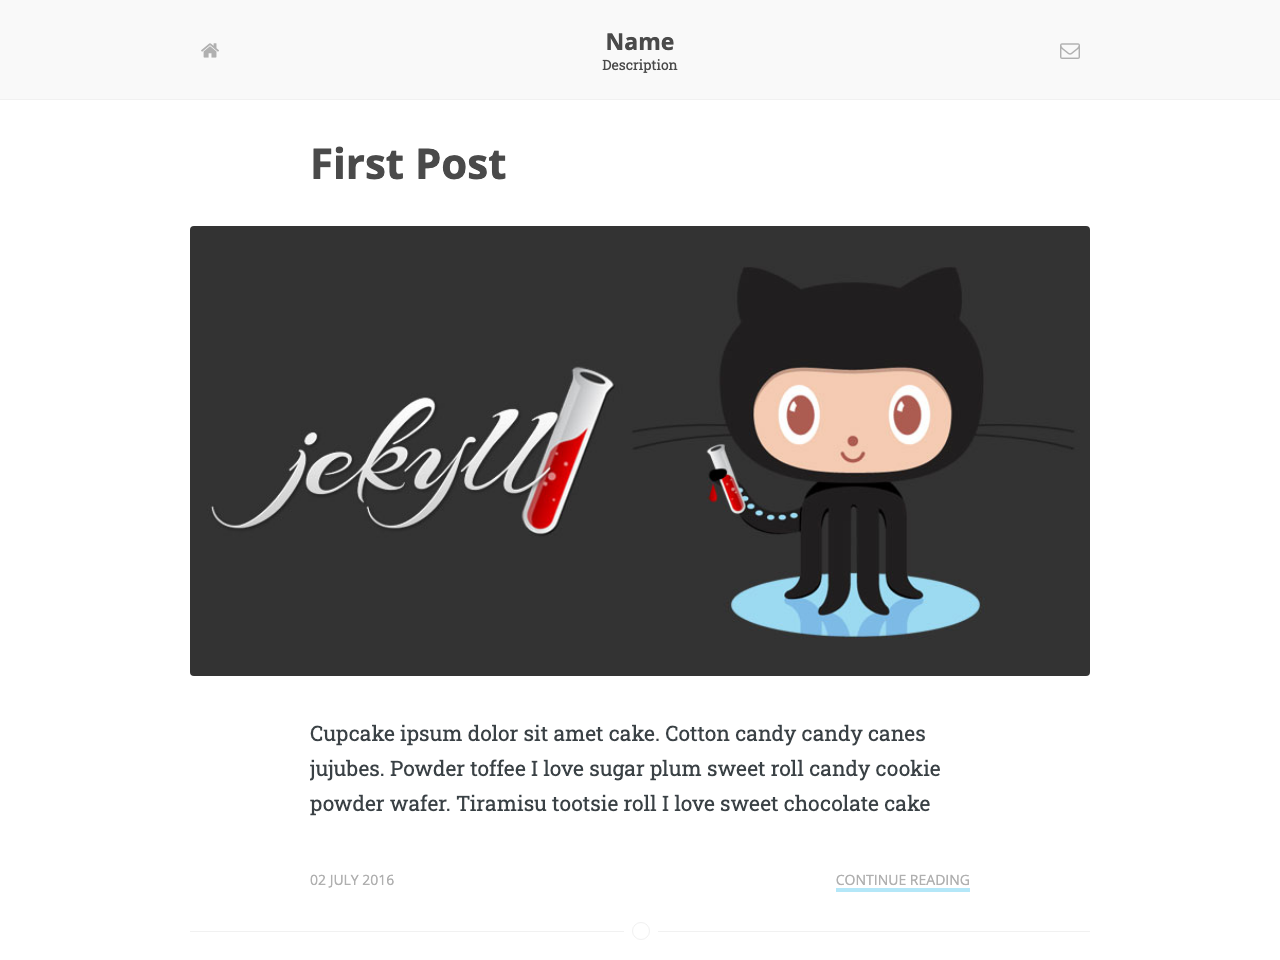 Name
Description
First Post
jekyll
Cupcake ipsum dolor sit amet cake. Cotton candy candy canes
jujubes. Powder toffee I love sugar plum sweet roll candy cookie
powder wafer. Tiramisu tootsie roll I love sweet chocolate cake
02 JULY 2016
CONTINUE READING